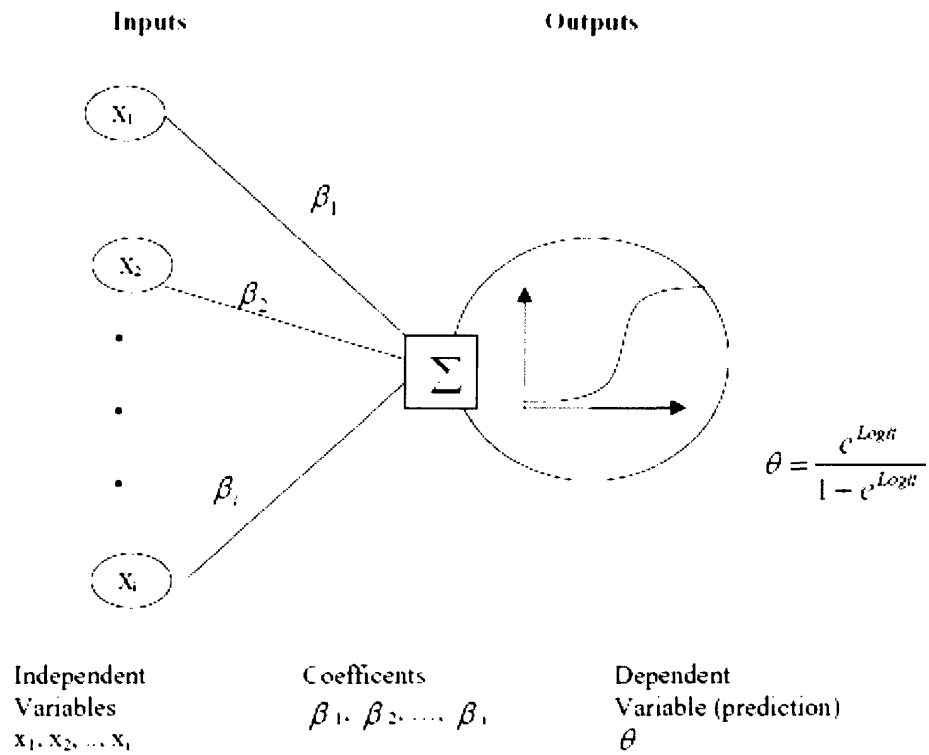 Inputs
Outputs
x₁
β₁
x₂
β₂
Σ
βᵢ
xᵢ
θ = e^Logit / 1 − e^Logit
Independent
Variables
x₁, x₂, .., xᵢ
Coefficents
β₁, β₂, ..., βᵢ
Dependent
Variable (prediction)
θ